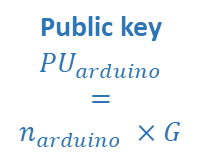 Public key
PU_arduino
=
n_arduino × G